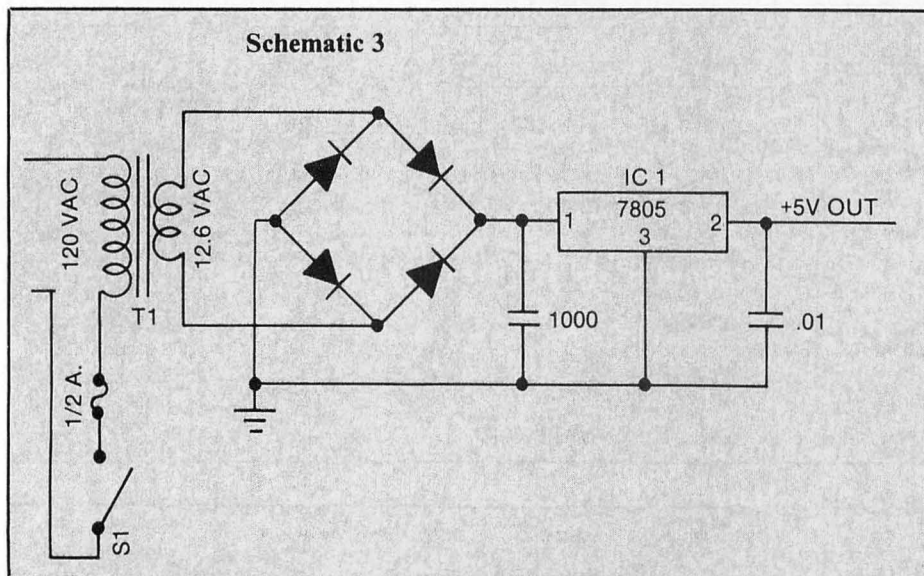 Schematic 3
120 VAC
12.6 VAC
T1
1/2 A.
S1
IC 1
7805
1
2
3
+5V OUT
1000
.01